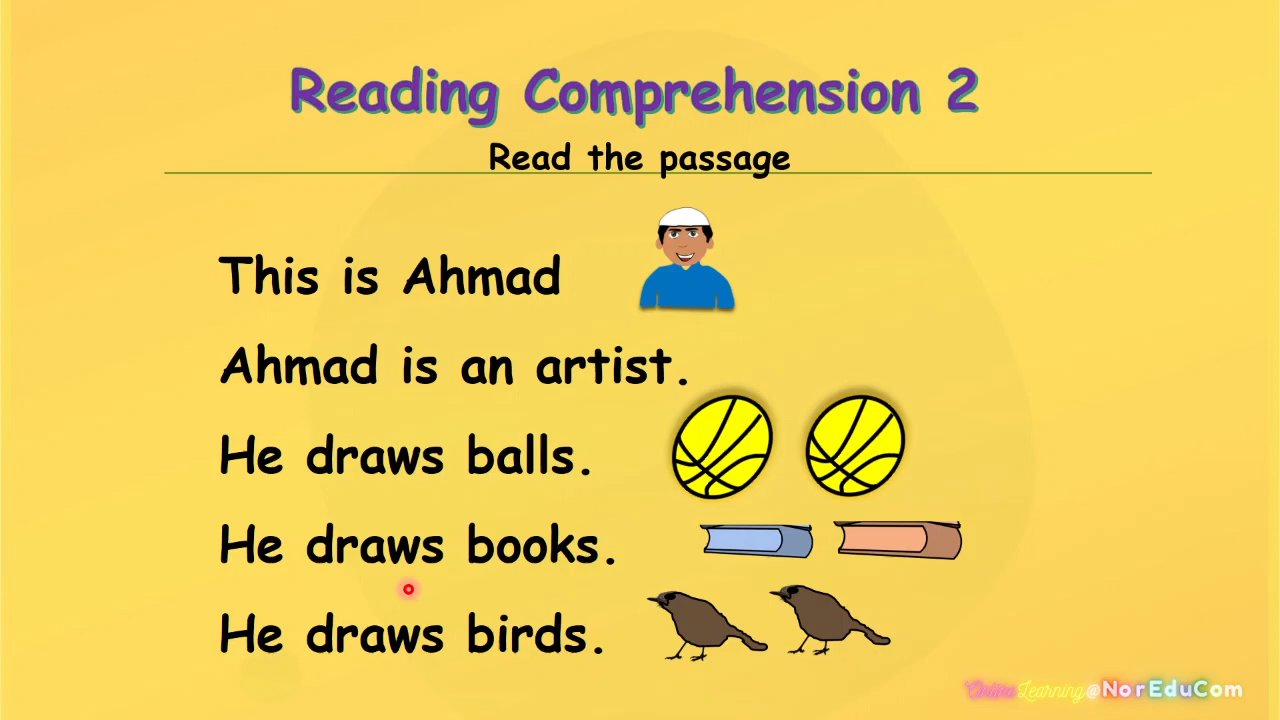 Reading Comprehension 2
Read the passage
This is Ahmad
Ahmad is an artist.
He draws balls.
He draws books.
He draws birds.
Online Learning@NorEduCom